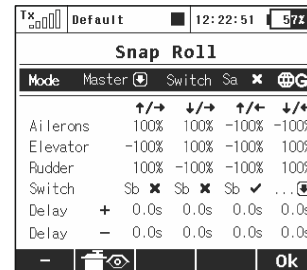 Tx Default 12:22:51 57%
Snap Roll
Mode Master Switch Sa ✖ G
↑/→ ↓/→ ↑/← ↓/←
Ailerons 100% 100% -100% -100%
Elevator -100% 100% -100% 100%
Rudder 100% -100% -100% 100%
Switch Sb ✖ Sb ✖ Sb ✔ ...
Delay + 0.0s 0.0s 0.0s 0.0s
Delay - 0.0s 0.0s 0.0s 0.0s
- Ok